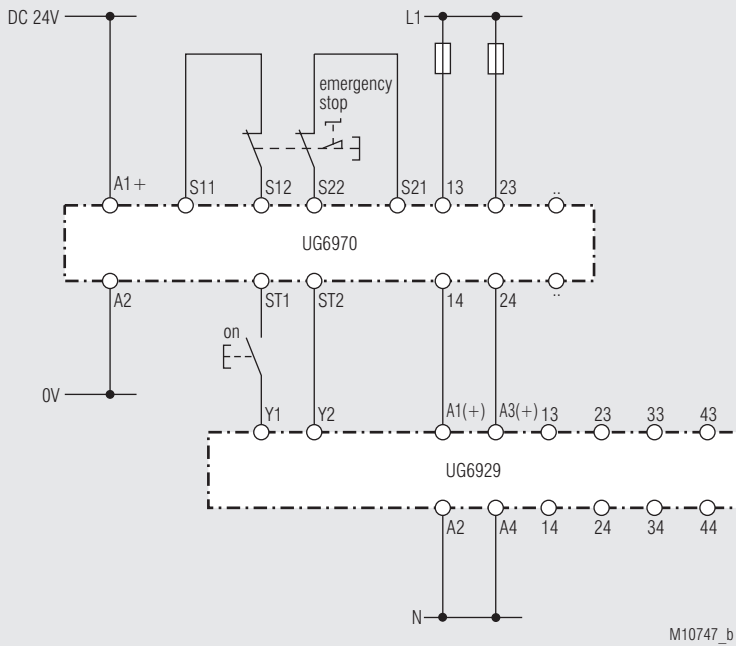 DC 24V
L1
emergency
stop
A1+ S11 S12 S22 S21 13 23 ..
UG6970
A2 ST1 ST2 14 24 ..
on
0V
Y1 Y2 A1(+) A3(+) 13 23 33 43
UG6929
A2 A4 14 24 34 44
N
M10747_b